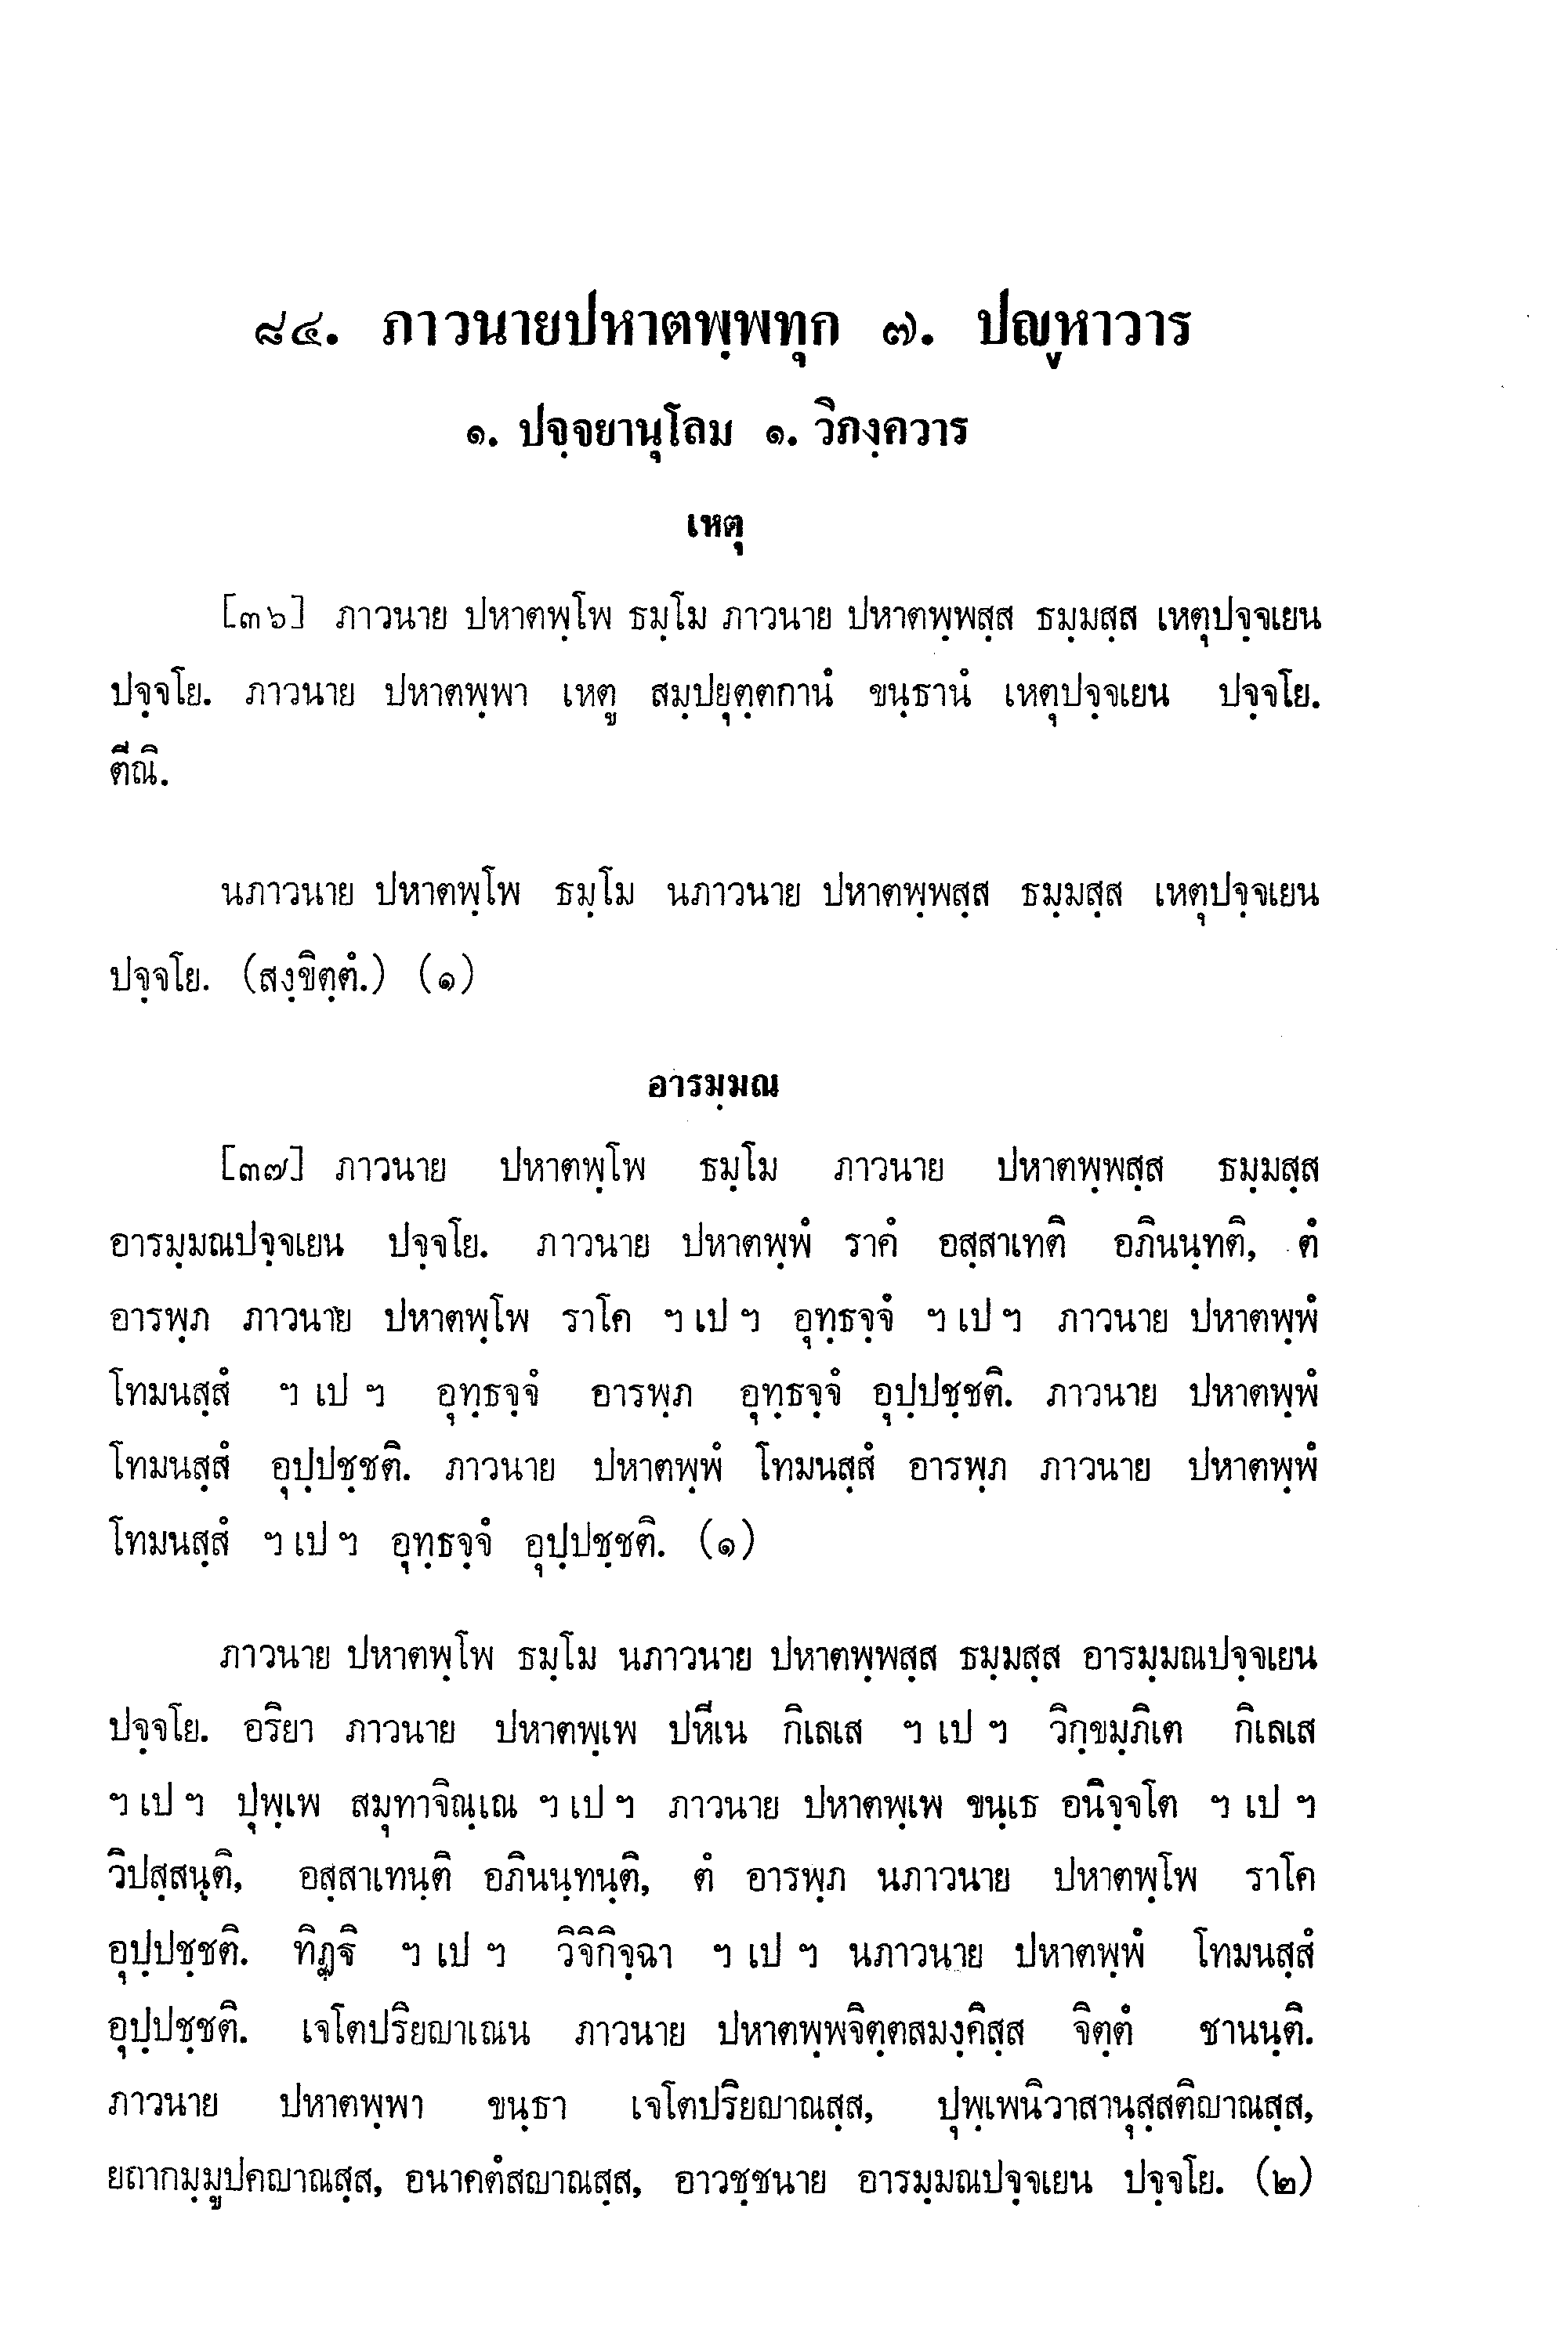 ๘๔. ภาวนายปหาตพฺพทุก ๗. ปญฺหาวาร
๑. ปจฺจยานุโลม ๑. วิภงฺควาร
เหตุ
[๓๖] ภาวนาย ปหาตพฺโพ ธมฺโม ภาวนาย ปหาตพฺพสฺส ธมฺมสฺส เหตุปจฺจเยน
ปจฺจโย. ภาวนาย ปหาตพฺพา เหตู สมฺปยุตฺตกานํ ขนฺธานํ เหตุปจฺจเยน ปจฺจโย.
ตีณิ.
นภาวนาย ปหาตพฺโพ ธมฺโม นภาวนาย ปหาตพฺพสฺส ธมฺมสฺส เหตุปจฺจเยน
ปจฺจโย. (สงฺขิตฺตํ.) (๑)
อารมฺมณ
[๓๗] ภาวนาย ปหาตพฺโพ ธมฺโม ภาวนาย ปหาตพฺพสฺส ธมฺมสฺส
อารมฺมณปจฺจเยน ปจฺจโย. ภาวนาย ปหาตพฺพํ ราคํ อสฺสาเทติ อภินนฺทติ, ตํ
อารพฺภ ภาวนาย ปหาตพฺโพ ราโค ฯ เป ฯ อุทฺธจฺจํ ฯ เป ฯ ภาวนาย ปหาตพฺพํ
โทมนสฺสํ ฯ เป ฯ อุทฺธจฺจํ อารพฺภ อุทฺธจฺจํ อุปฺปชฺชติ. ภาวนาย ปหาตพฺพํ
โทมนสฺสํ อุปฺปชฺชติ. ภาวนาย ปหาตพฺพํ โทมนสฺสํ อารพฺภ ภาวนาย ปหาตพฺพํ
โทมนสฺสํ ฯ เป ฯ อุทฺธจฺจํ อุปฺปชฺชติ. (๑)
ภาวนาย ปหาตพฺโพ ธมฺโม นภาวนาย ปหาตพฺพสฺส ธมฺมสฺส อารมฺมณปจฺจเยน
ปจฺจโย. อริยา ภาวนาย ปหาตพฺเพ ปหีเน กิเลเส ฯ เป ฯ วิกฺขมฺภิเต กิเลเส
ฯ เป ฯ ปุพฺเพ สมุทาจิณฺเณ ฯ เป ฯ ภาวนาย ปหาตพฺเพ ขนฺเธ อนิจฺจโต ฯ เป ฯ
วิปสฺสนฺติ, อสฺสาเทนฺติ อภินนฺทนฺติ, ตํ อารพฺภ นภาวนาย ปหาตพฺโพ ราโค
อุปฺปชฺชติ. ทิฏฺฐิ ฯ เป ฯ วิจิกิจฺฉา ฯ เป ฯ นภาวนาย ปหาตพฺพํ โทมนสฺสํ
อุปฺปชฺชติ. เจโตปริยญาเณน ภาวนาย ปหาตพฺพจิตฺตสมงฺคิสฺส จิตฺตํ ชานนฺติ.
ภาวนาย ปหาตพฺพา ขนฺธา เจโตปริยญาณสฺส, ปุพฺเพนิวาสานุสฺสติญาณสฺส,
ยถากมฺมูปคญาณสฺส, อนาคตํสญาณสฺส, อาวชฺชนาย อารมฺมณปจฺจเยน ปจฺจโย. (๒)